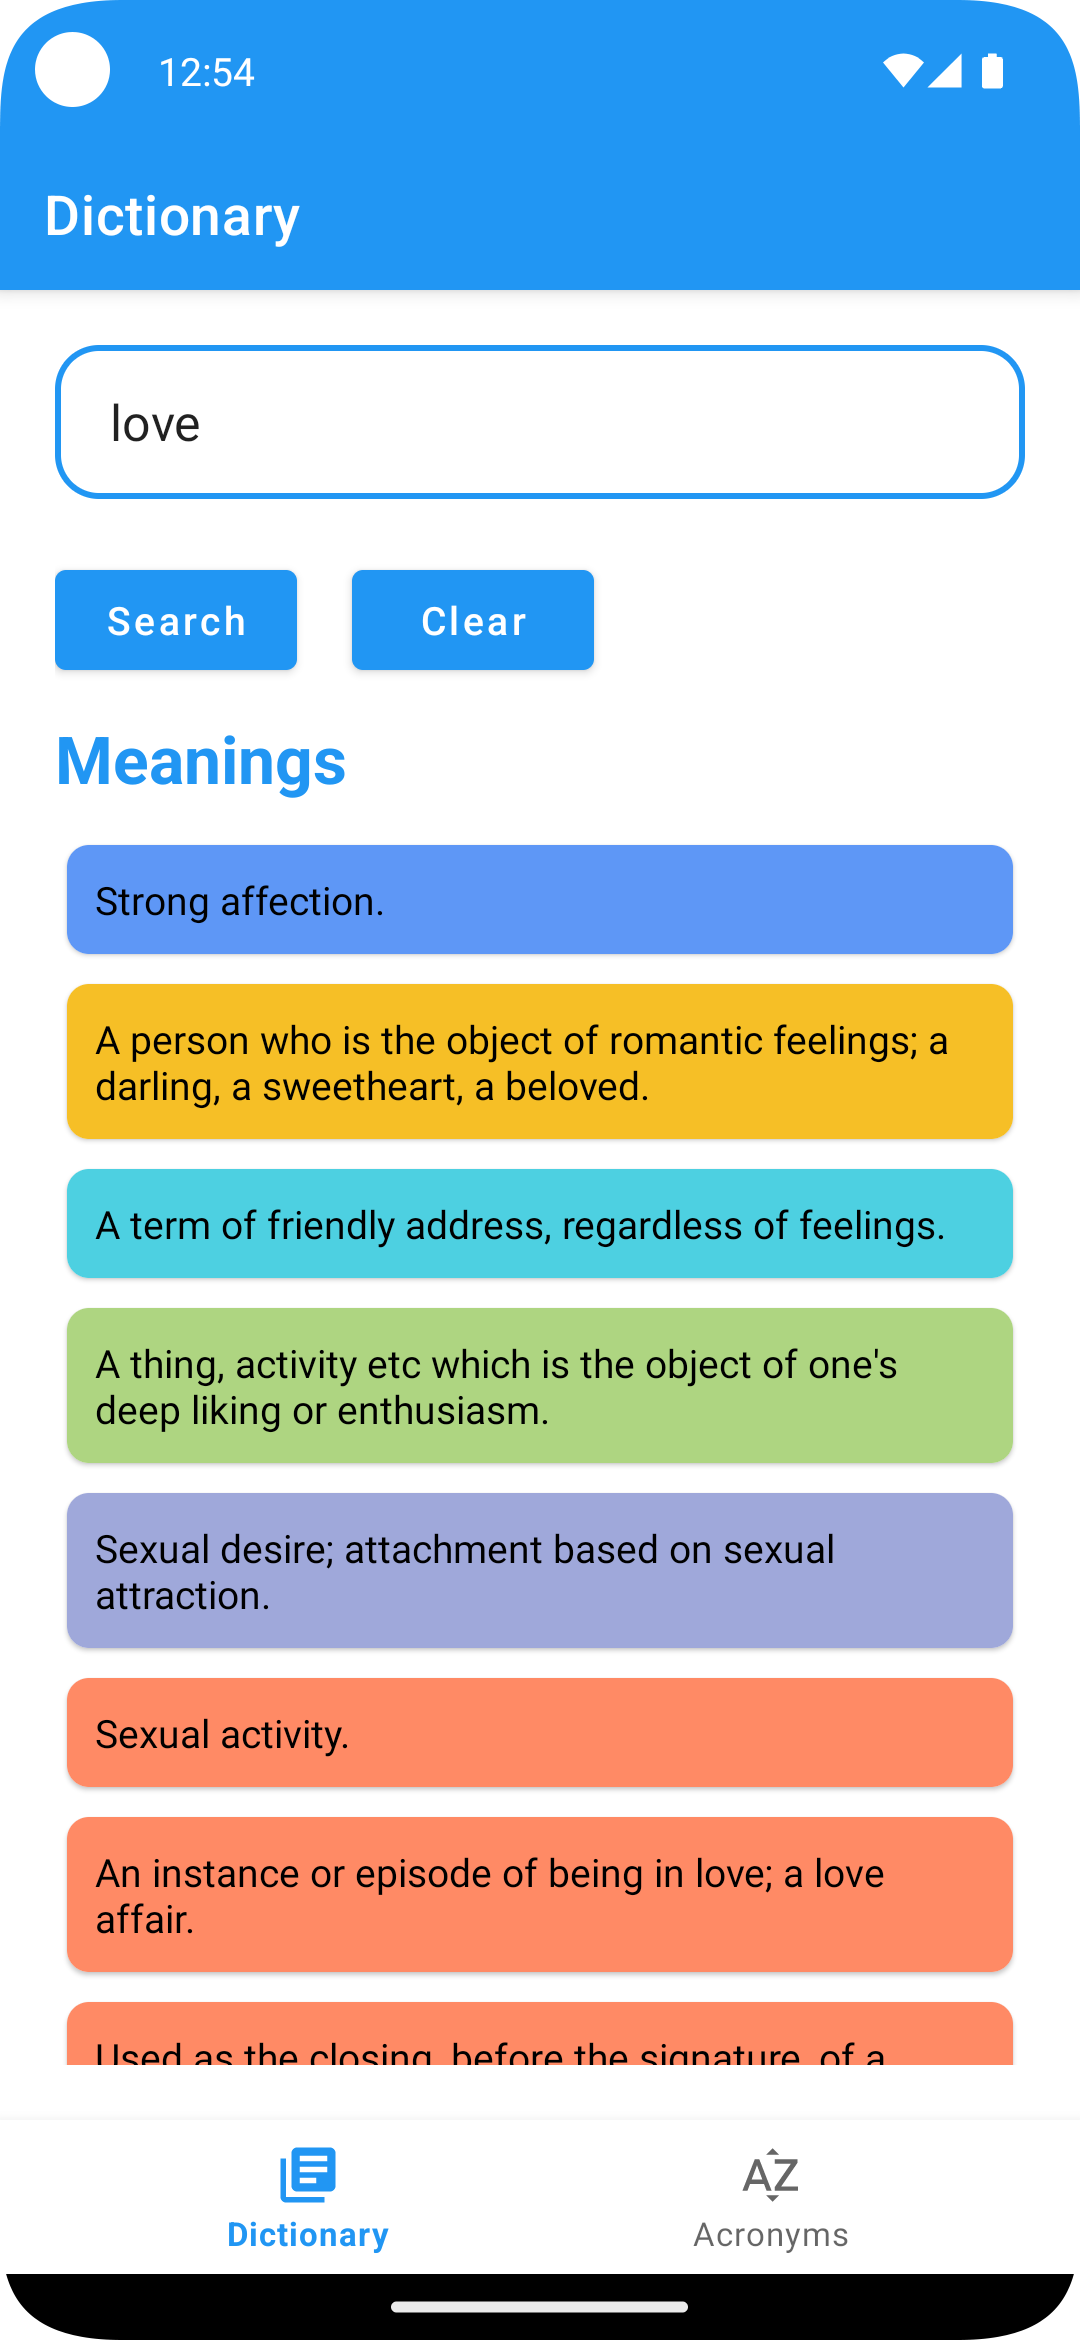 12:54
Dictionary
love
Search Clear
Meanings
Strong affection.
A person who is the object of romantic feelings; a
darling, a sweetheart, a beloved.
A term of friendly address, regardless of feelings.
A thing, activity etc which is the object of one's
deep liking or enthusiasm.
Sexual desire; attachment based on sexual
attraction.
Sexual activity.
An instance or episode of being in love; a love
affair.
Used as the closing, before the signature, of a
AZ
Dictionary Acronyms